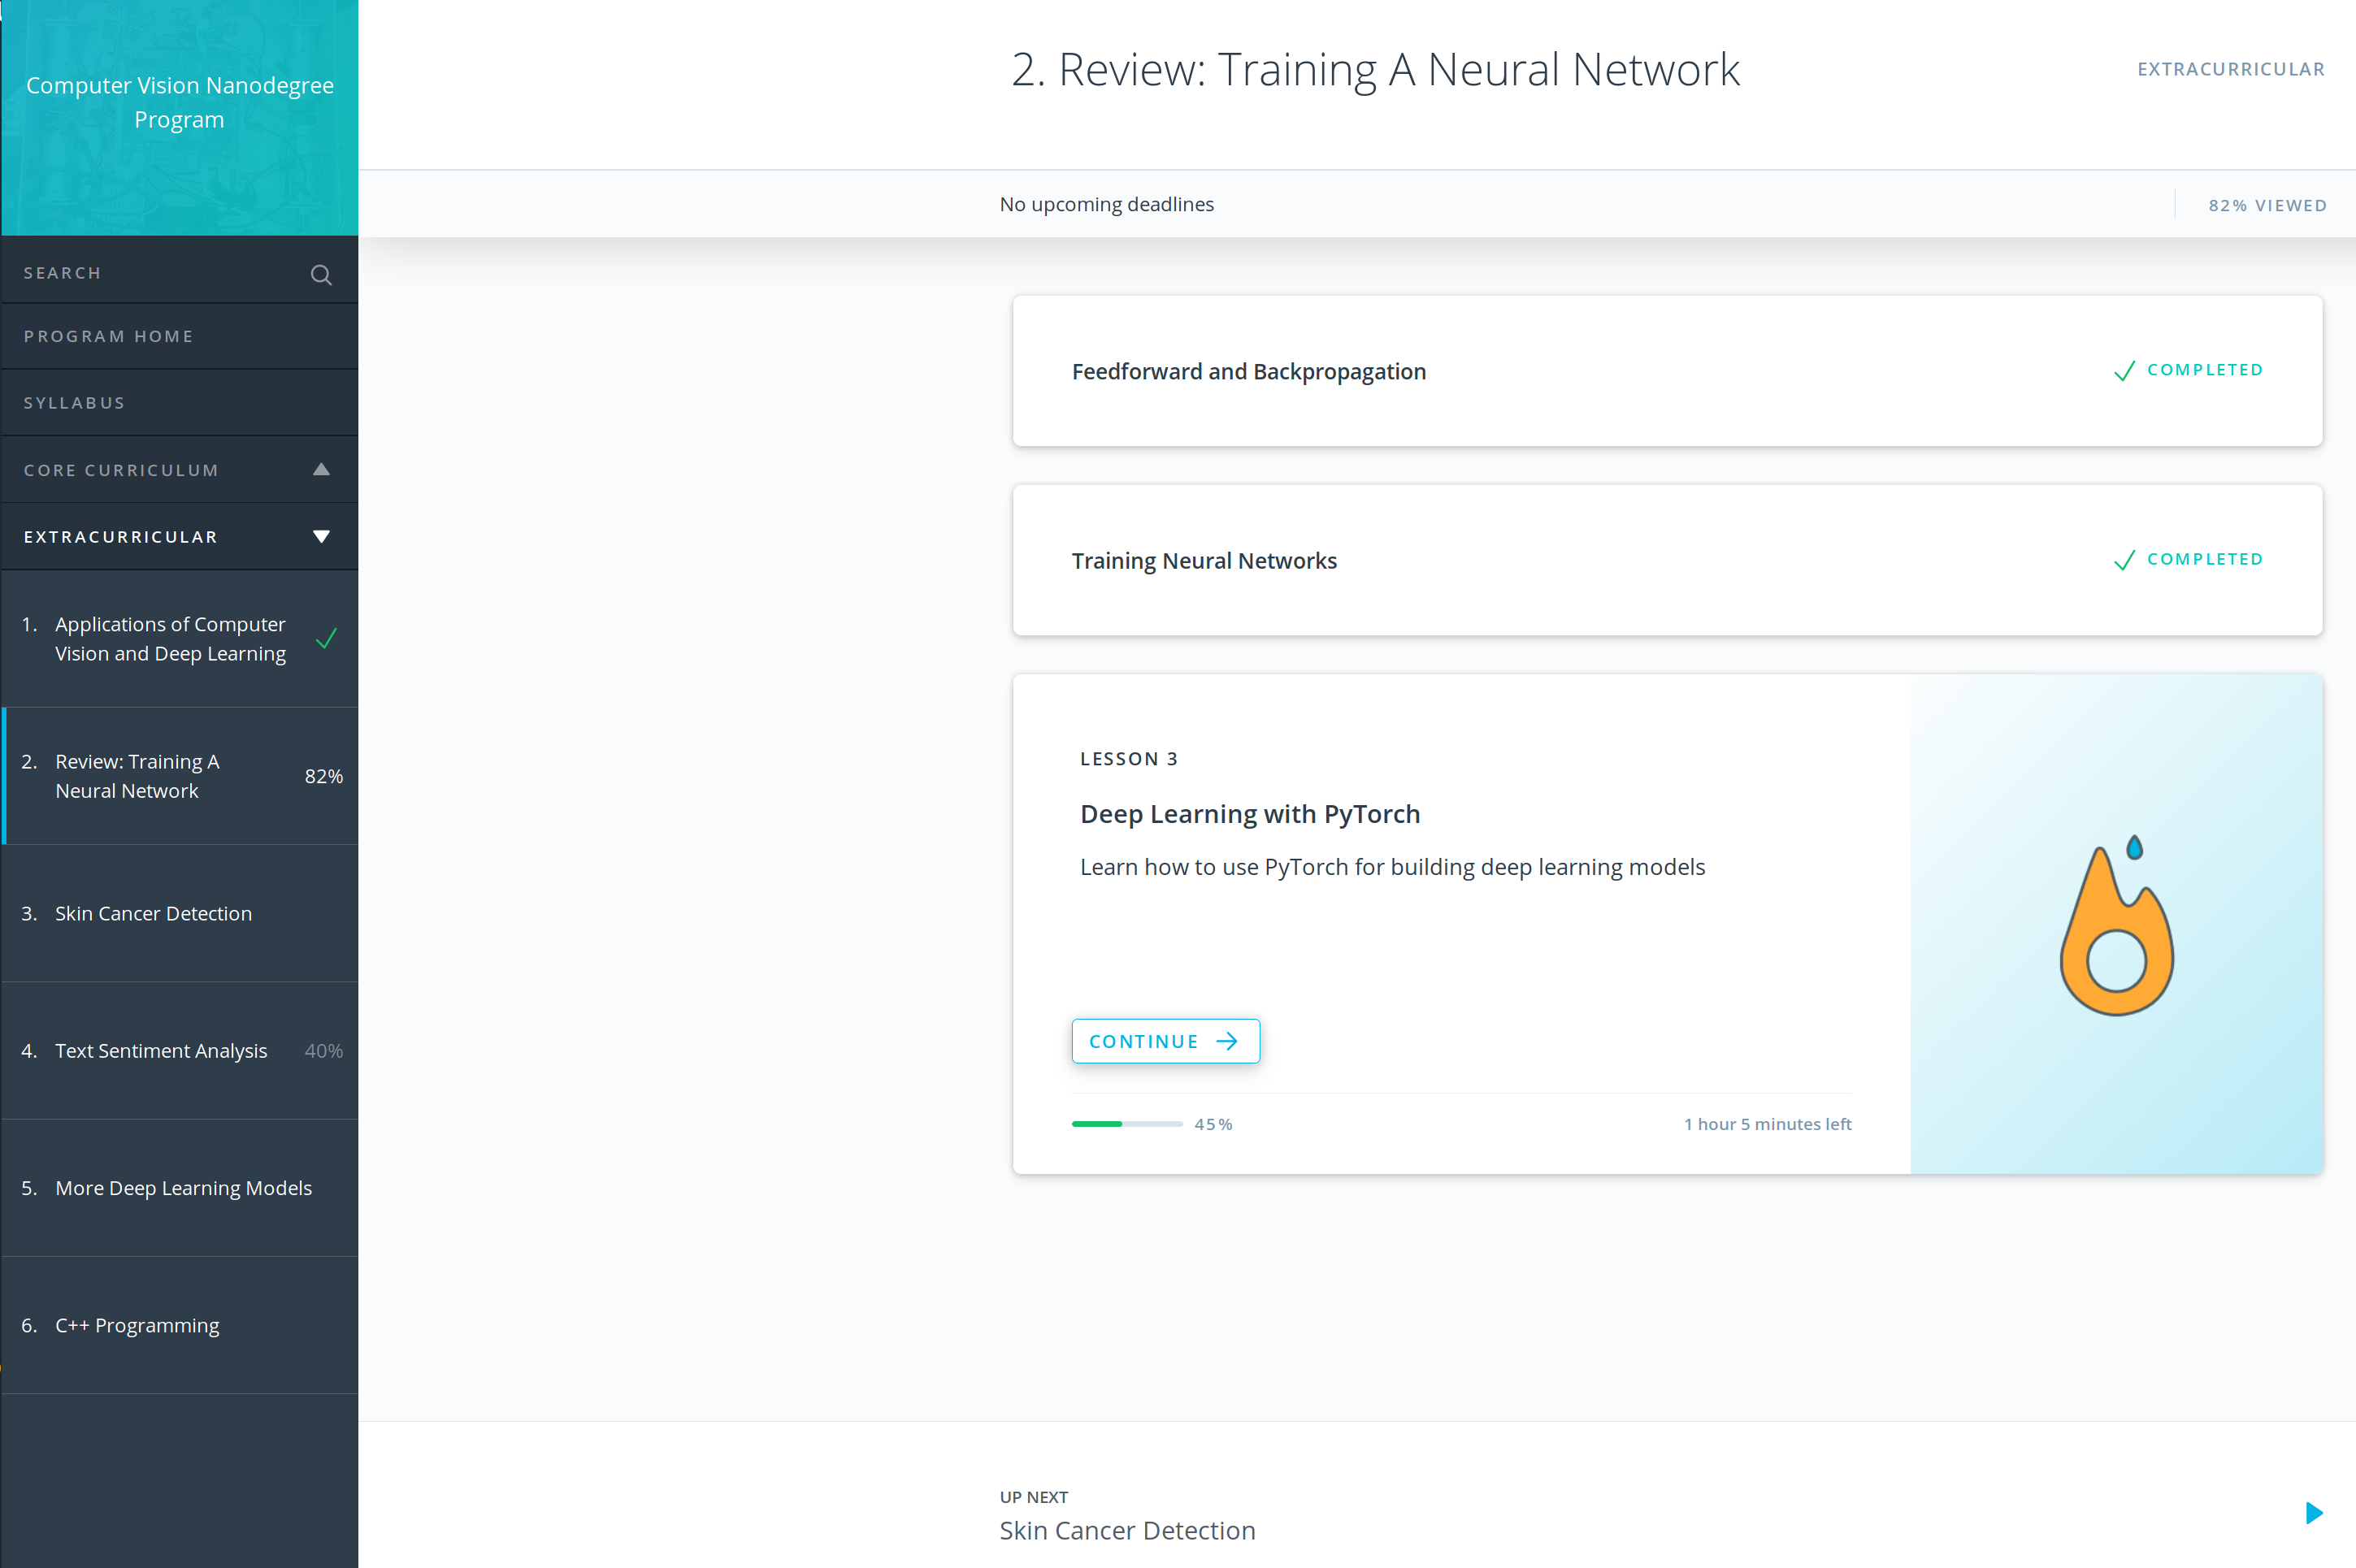 Computer Vision Nanodegree
Program
SEARCH
PROGRAM HOME
SYLLABUS
CORE CURRICULUM
EXTRACURRICULAR
1. Applications of Computer
Vision and Deep Learning
2. Review: Training A
Neural Network
82%
3. Skin Cancer Detection
4. Text Sentiment Analysis 40%
5. More Deep Learning Models
6. C++ Programming
2. Review: Training A Neural Network
EXTRACURRICULAR
No upcoming deadlines
82% VIEWED
Feedforward and Backpropagation
COMPLETED
Training Neural Networks
COMPLETED
LESSON 3
Deep Learning with PyTorch
Learn how to use PyTorch for building deep learning models
CONTINUE
45%
1 hour 5 minutes left
UP NEXT
Skin Cancer Detection